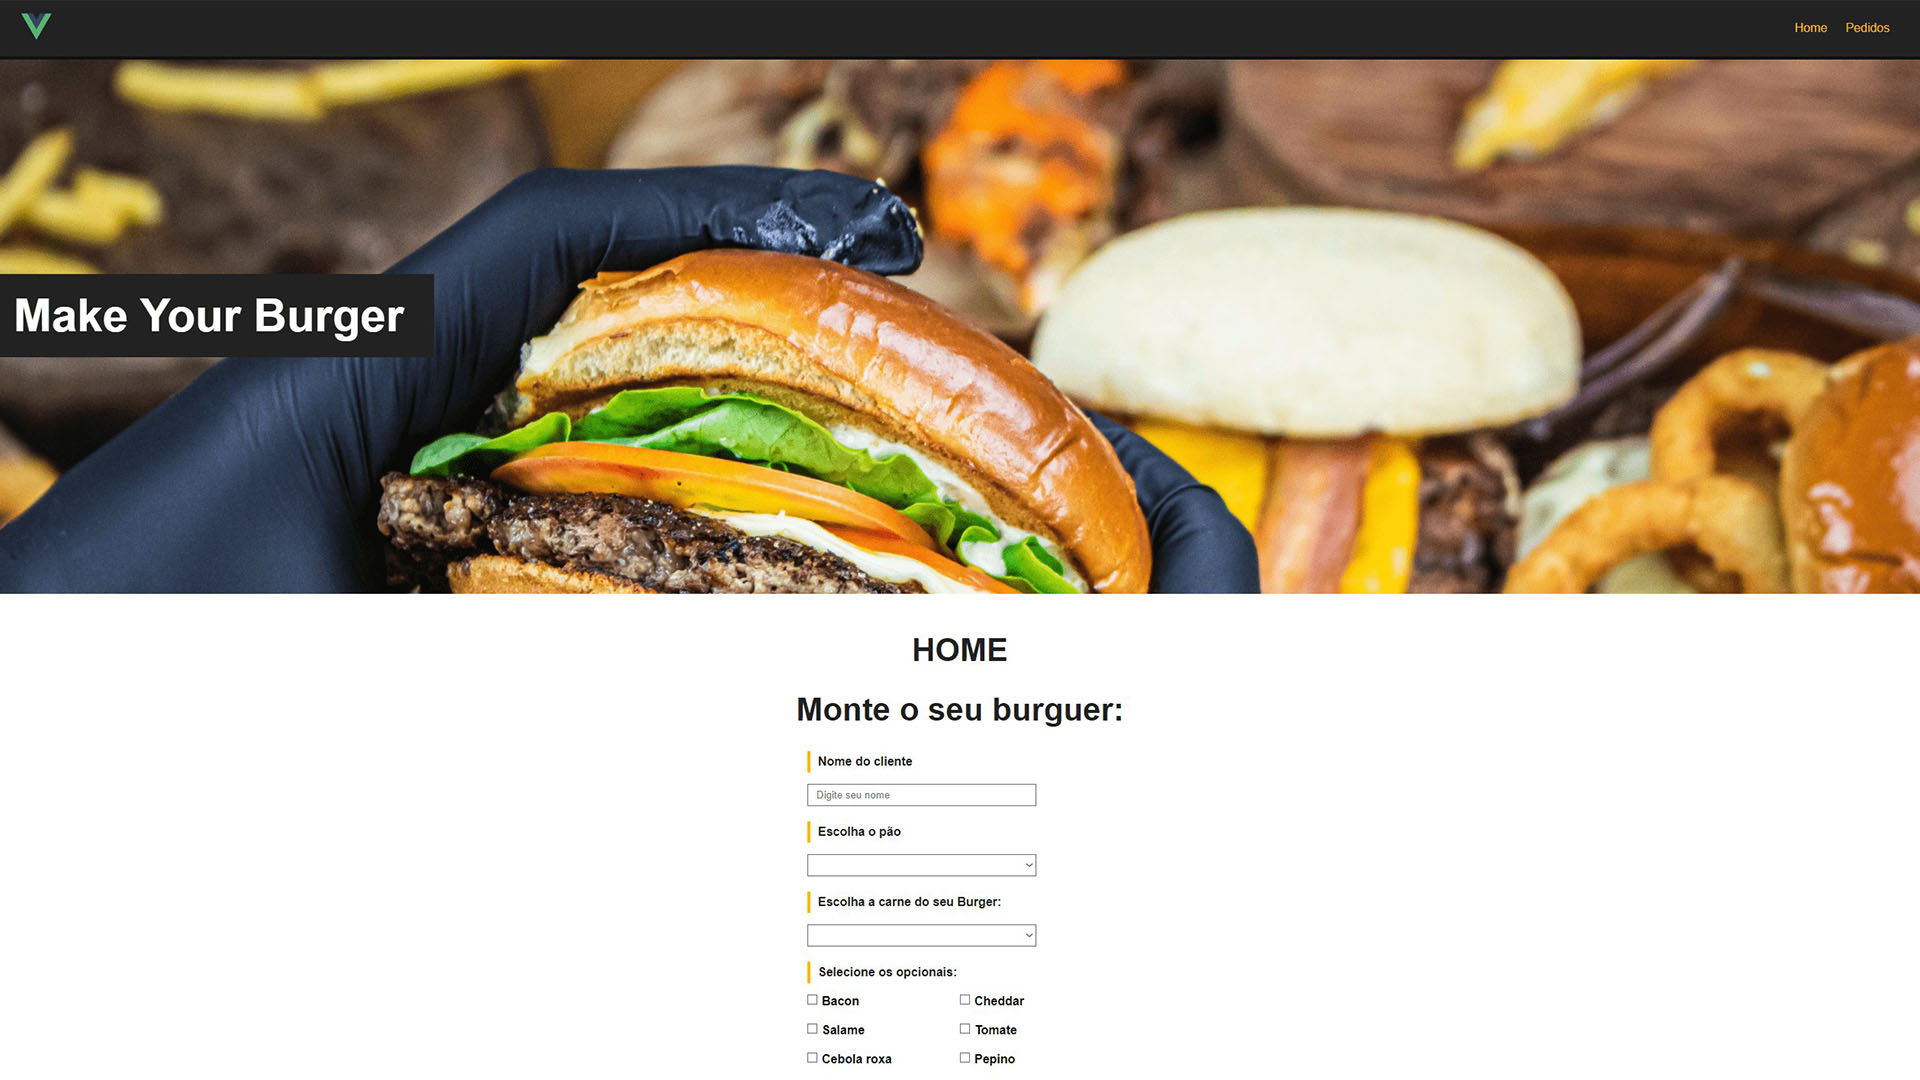 Home Pedidos
Make Your Burger
HOME
Monte o seu burguer:
Nome do cliente
Digite seu nome
Escolha o pão
Escolha a carne do seu Burger:
Selecione os opcionais:
Bacon Cheddar
Salame Tomate
Cebola roxa Pepino